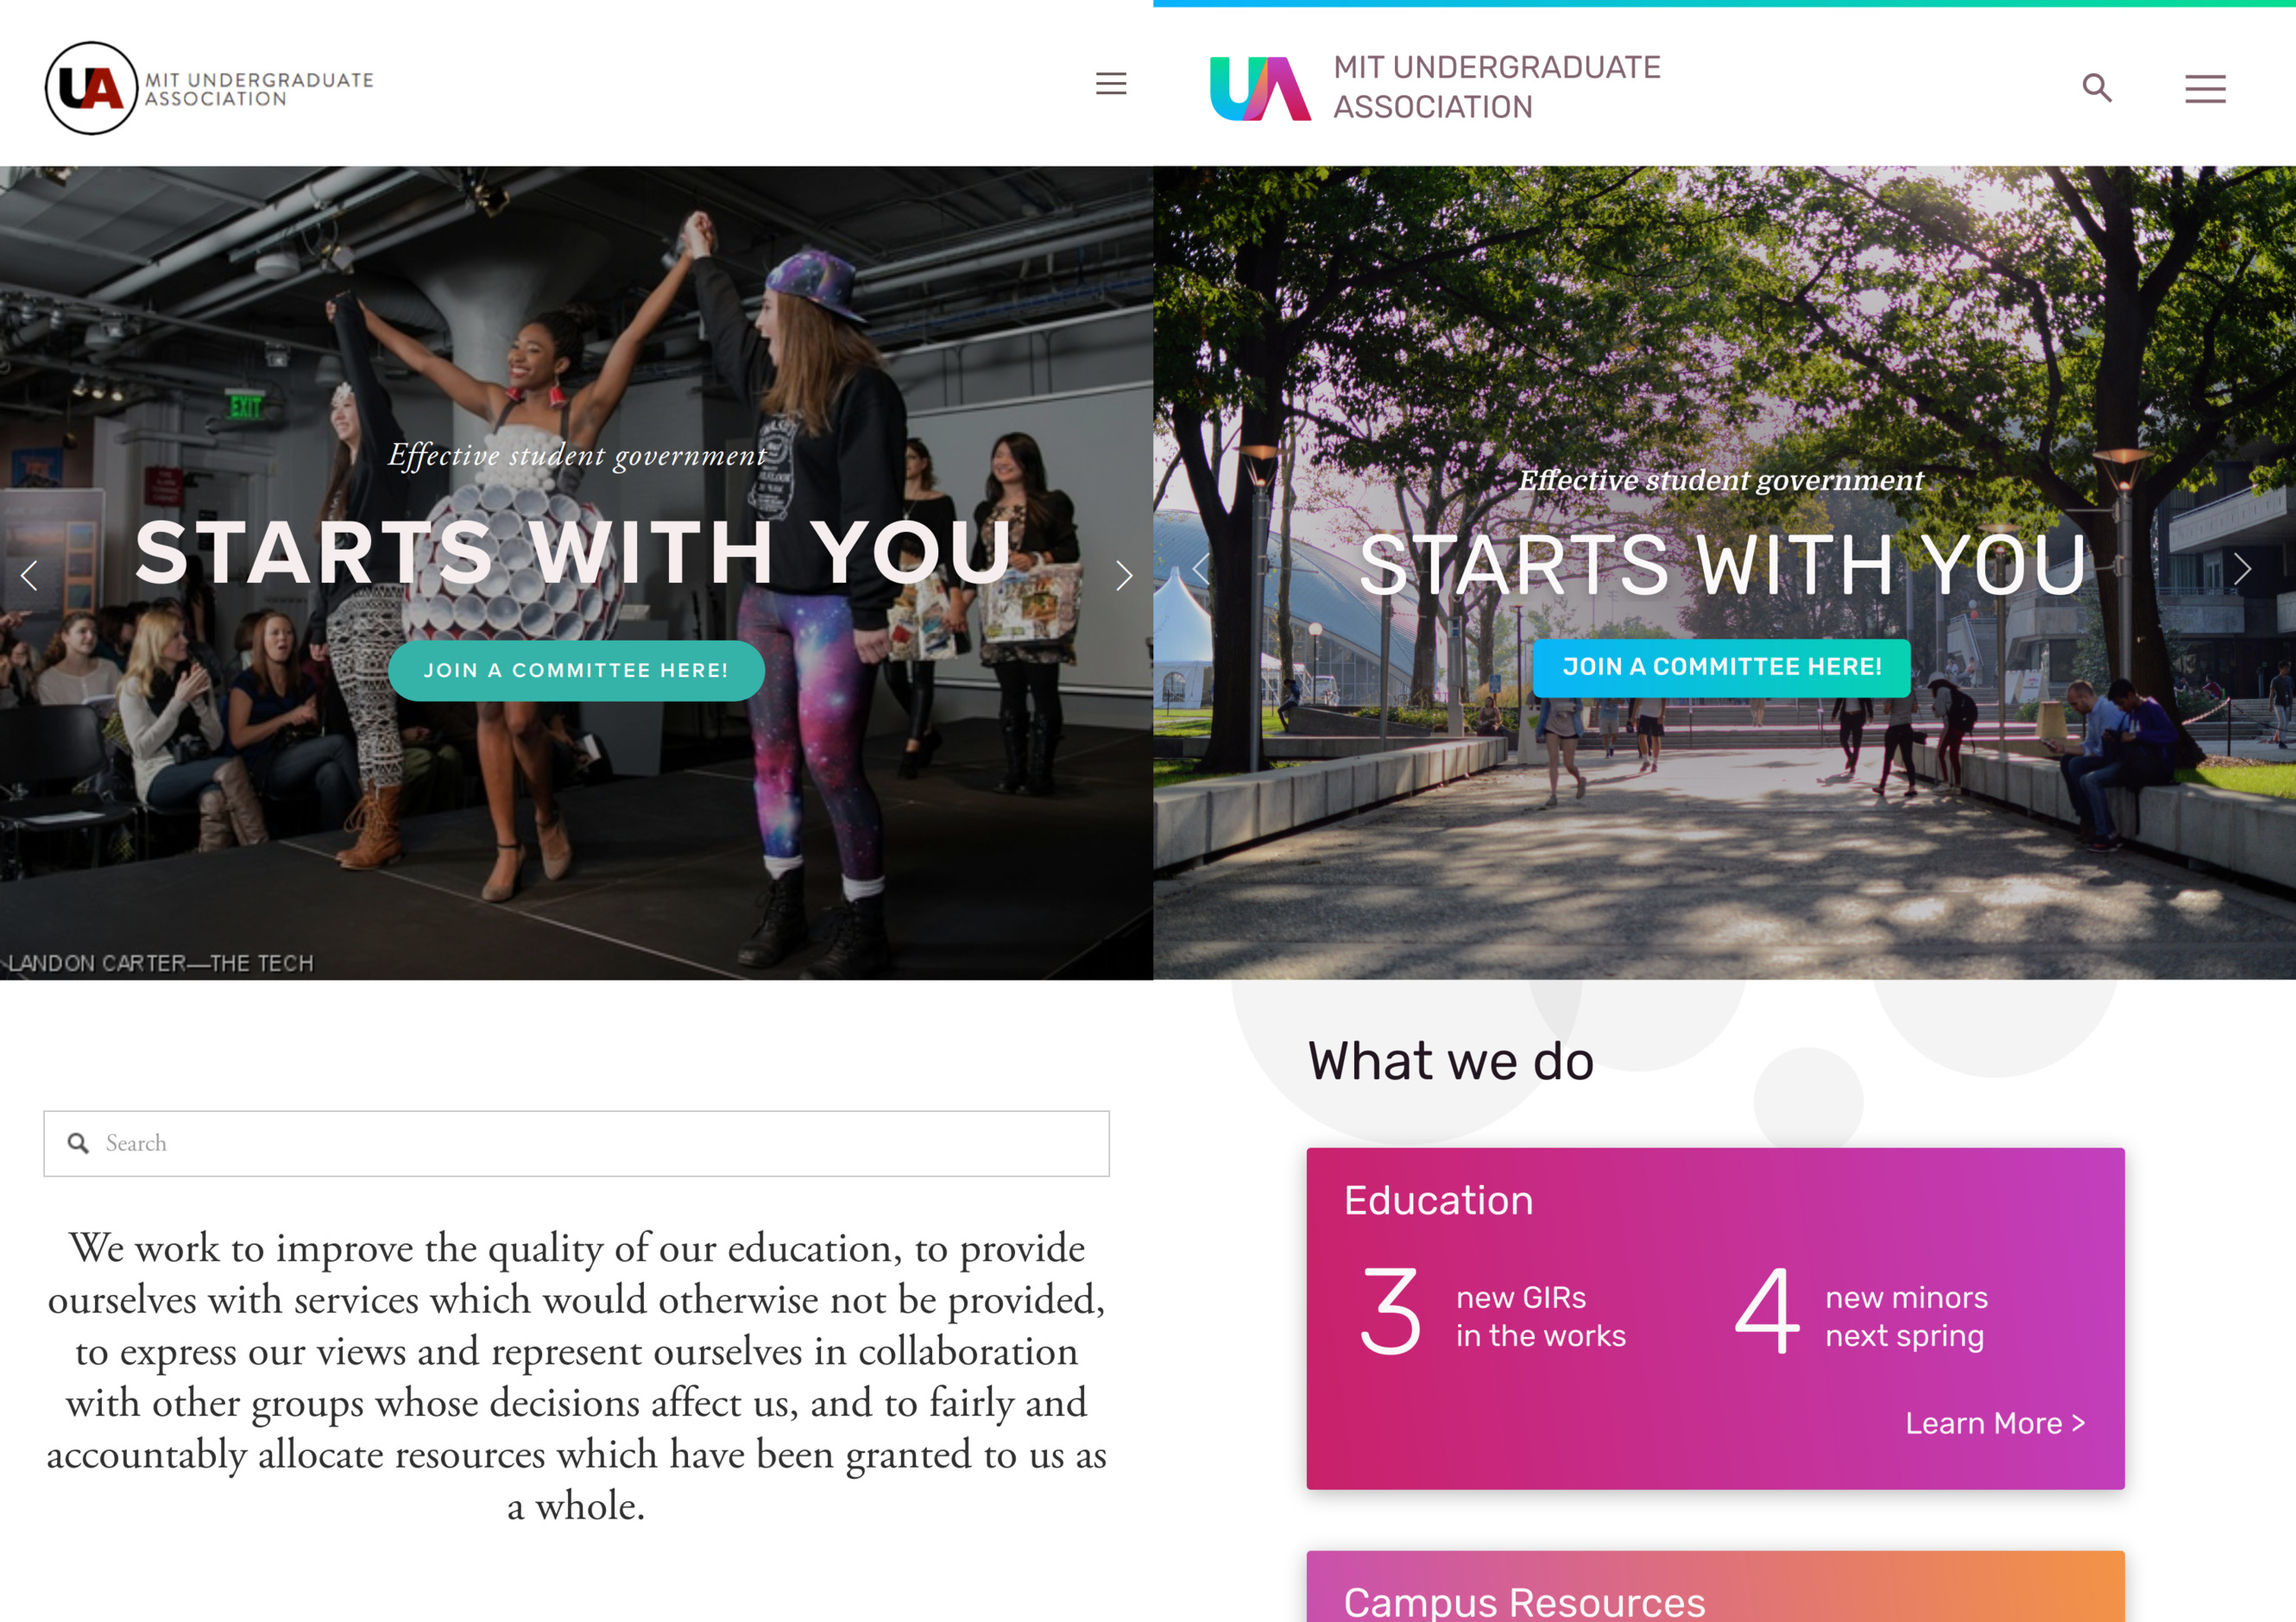 UA
MIT UNDERGRADUATE
ASSOCIATION
EXIT
Effective student government
STARTS WITH YOU
JOIN A COMMITTEE HERE!
LANDON CARTER—THE TECH
Search
We work to improve the quality of our education, to provide
ourselves with services which would otherwise not be provided,
to express our views and represent ourselves in collaboration
with other groups whose decisions affect us, and to fairly and
accountably allocate resources which have been granted to us as
a whole.
UA
MIT UNDERGRADUATE
ASSOCIATION
Effective student government
STARTS WITH YOU
JOIN A COMMITTEE HERE!
What we do
Education
3 new GIRs
in the works
4 new minors
next spring
Learn More >
Campus Resources